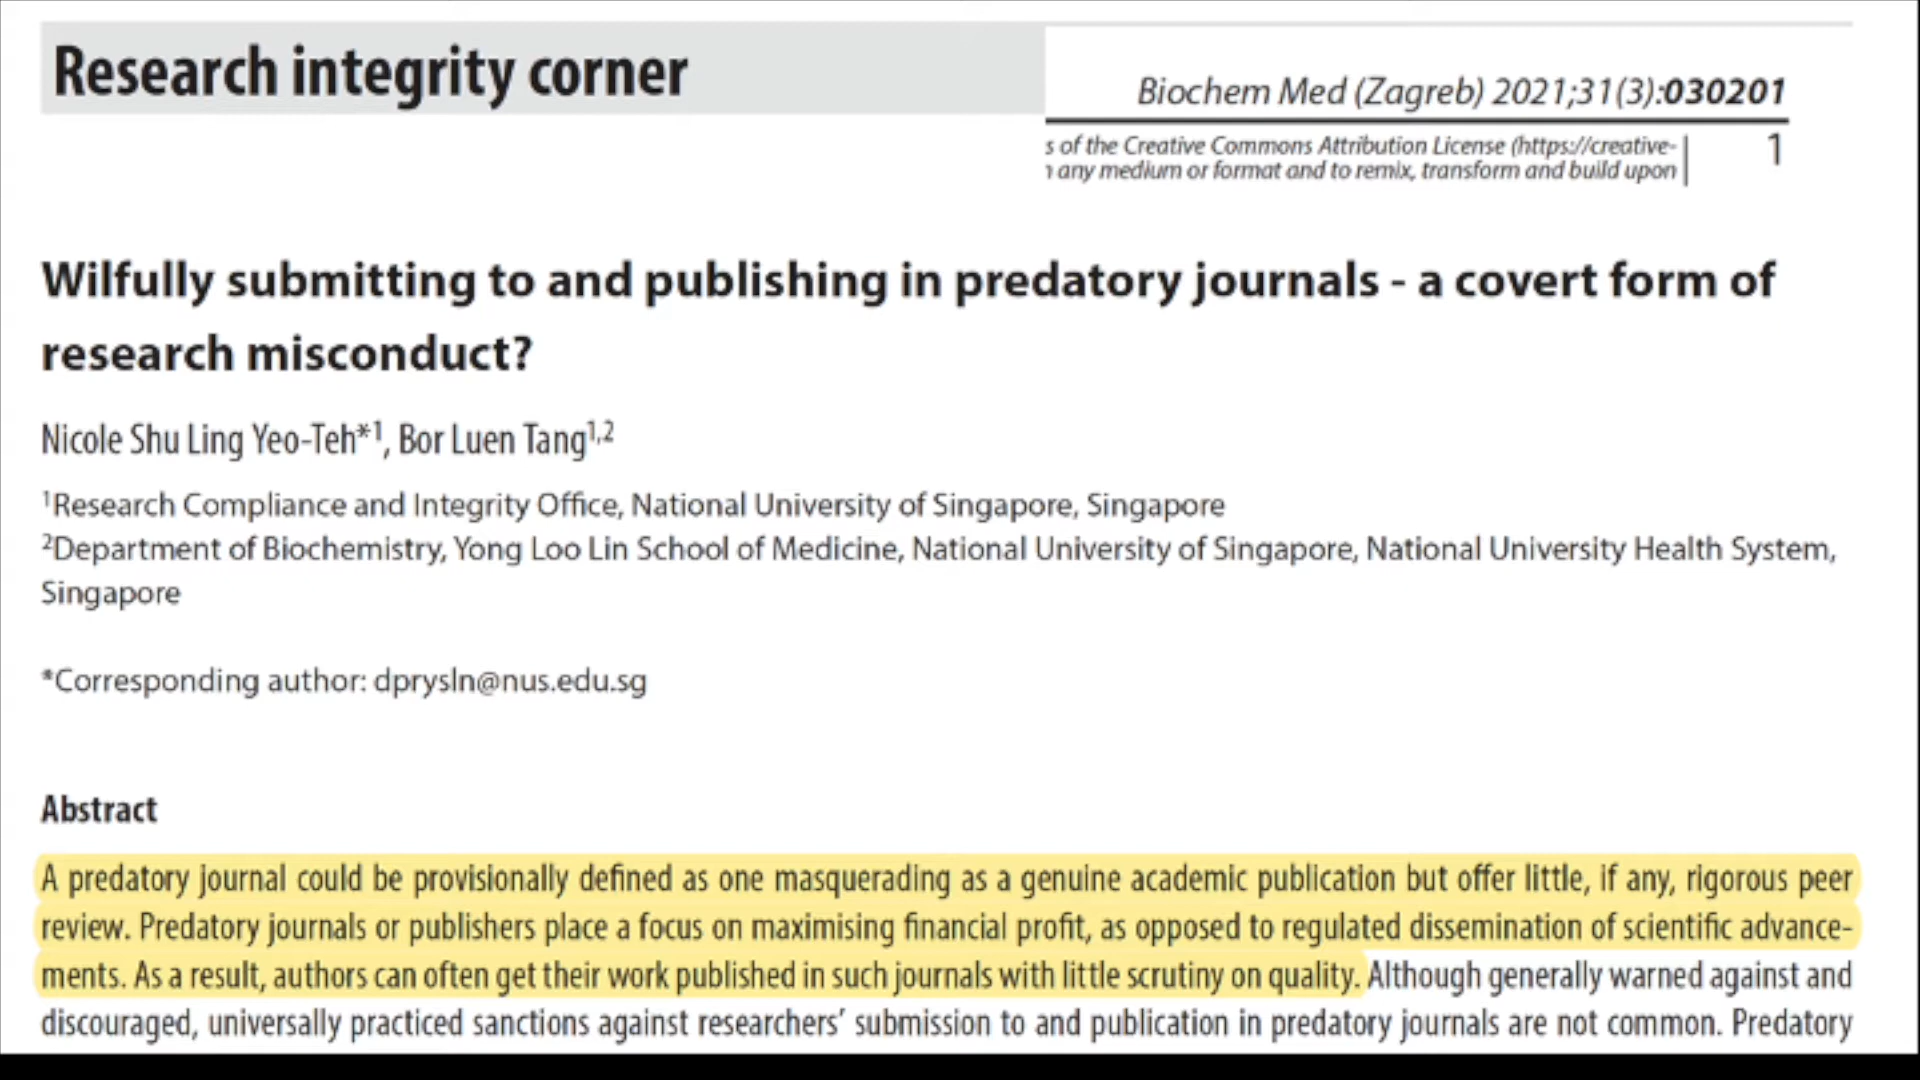 Research integrity corner
Biochem Med (Zagreb) 2021;31(3):030201
s of the Creative Commons Attribution License (https://creative-
any medium or format and to remix, transform and build upon
1
Wilfully submitting to and publishing in predatory journals - a covert form of
research misconduct?
Nicole Shu Ling Yeo-Teh*1, Bor Luen Tang1,2
1Research Compliance and Integrity Office, National University of Singapore, Singapore
2Department of Biochemistry, Yong Loo Lin School of Medicine, National University of Singapore, National University Health System,
Singapore
*Corresponding author: dprysln@nus.edu.sg
Abstract
A predatory journal could be provisionally defined as one masquerading as a genuine academic publication but offer little, if any, rigorous peer
review. Predatory journals or publishers place a focus on maximising financial profit, as opposed to regulated dissemination of scientific advance-
ments. As a result, authors can often get their work published in such journals with little scrutiny on quality. Although generally warned against and
discouraged, universally practiced sanctions against researchers’ submission to and publication in predatory journals are not common. Predatory